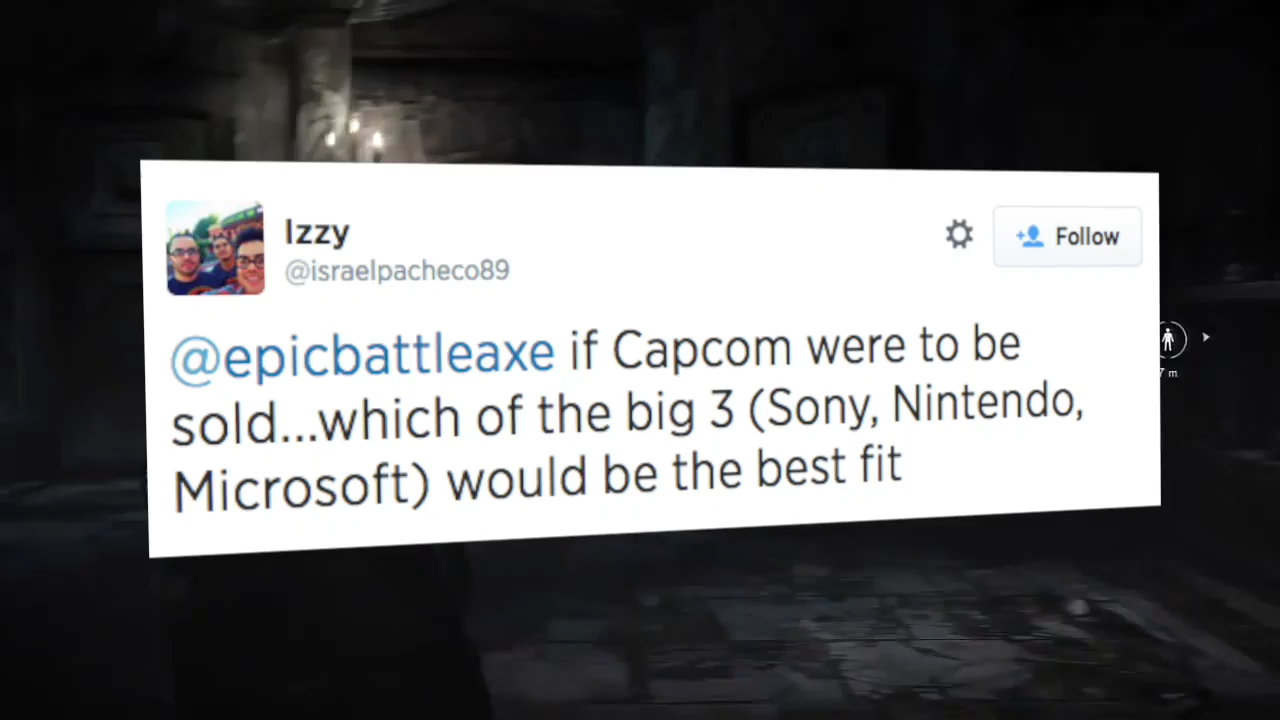 Izzy
@israelpacheco89
Follow
@epicbattleaxe if Capcom were to be
sold...which of the big 3 (Sony, Nintendo,
Microsoft) would be the best fit
7 m